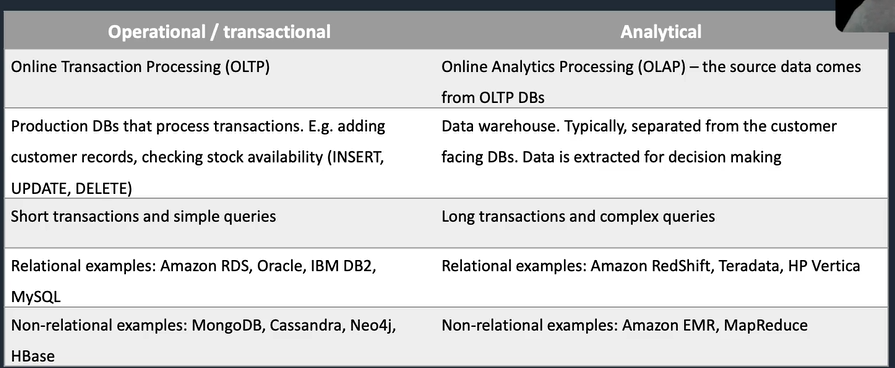 Operational / transactional
Analytical
Online Transaction Processing (OLTP)
Online Analytics Processing (OLAP) – the source data comes
from OLTP DBs
Production DBs that process transactions. E.g. adding
customer records, checking stock availability (INSERT,
UPDATE, DELETE)
Data warehouse. Typically, separated from the customer
facing DBs. Data is extracted for decision making
Short transactions and simple queries
Long transactions and complex queries
Relational examples: Amazon RDS, Oracle, IBM DB2,
MySQL
Relational examples: Amazon RedShift, Teradata, HP Vertica
Non-relational examples: MongoDB, Cassandra, Neo4j,
HBase
Non-relational examples: Amazon EMR, MapReduce